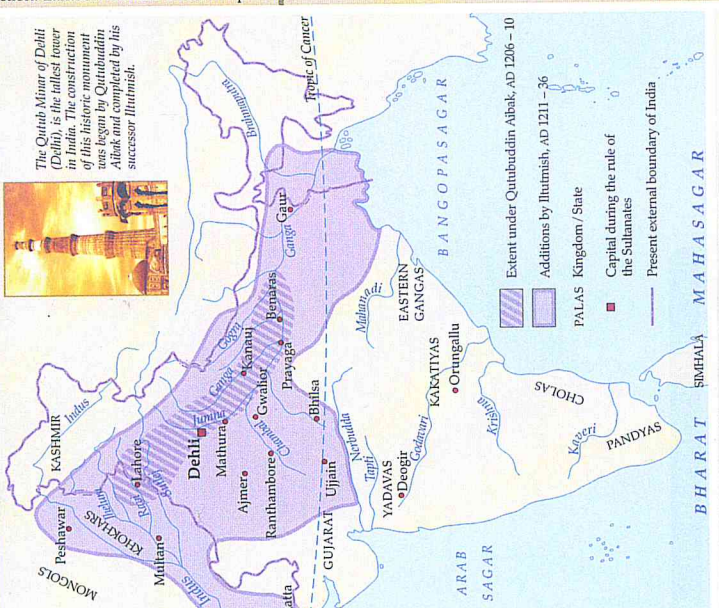 The Qutub Minar of Dehli
(Delhi), is the tallest tower
in India. The construction
of this historic monument
was began by Qutubuddin
Aibak and completed by his
successor Iltutmish.
Brahmaputra
Tropic of Cancer
KASHMIR
Indus
Peshawar
MONGOLS
KHOKHARS
Jhelum
Lahore
Ravi
Multan
Indus
Dehli
Jumna
Mathura
Ganga
Gogra
Kanauj
Gwalior
Chambal
Ajmer
Ranthambore
Benaras
Prayaga
Ganga
Gaur
Bhilsa
Ujjain
GUJARAT
atta
Nerbudda
Tapti
Mahanadi
EASTERN
GANGAS
YADAVAS
Deogir
Godavari
KAKATIYAS
Orungallu
Krishna
CHOLAS
Kaveri
PANDYAS
SIMHALA
ARAB
SAGAR
BANGOPASAGAR
BHARAT MAHASAGAR
Extent under Qutubuddin Aibak, AD 1206 – 10
Additions by Iltutmish, AD 1211 – 36
PALAS Kingdom / State
Capital during the rule of
the Sultanates
Present external boundary of India